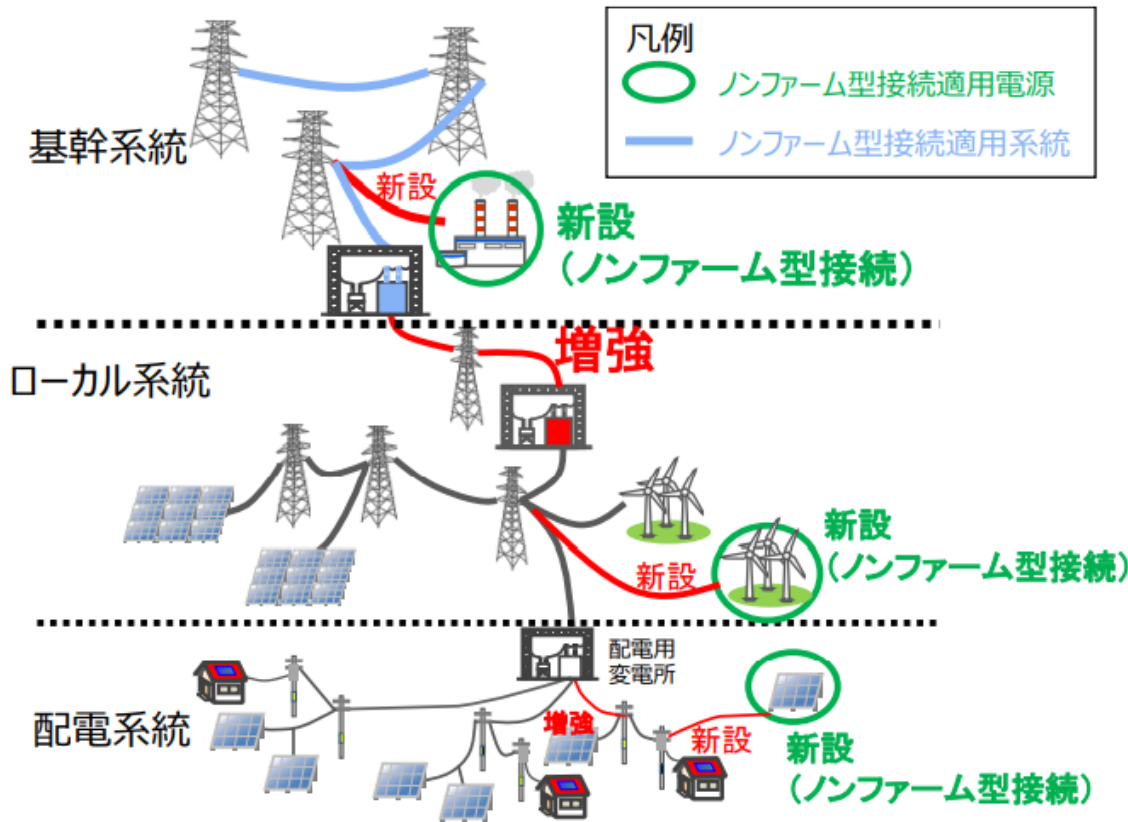 凡例
ノンファーム型接続適用電源
ノンファーム型接続適用系統
基幹系統
新設
新設
(ノンファーム型接続)
増強
ローカル系統
新設
(ノンファーム型接続)
新設
配電用
変電所
増強
新設
配電系統
新設
(ノンファーム型接続)